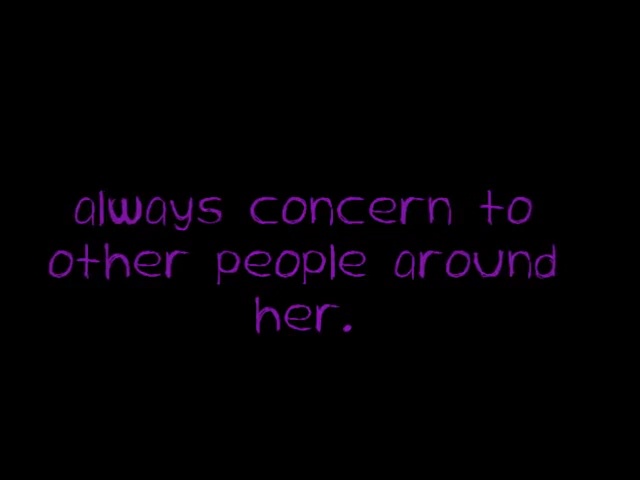 always concern to
other people around
her.